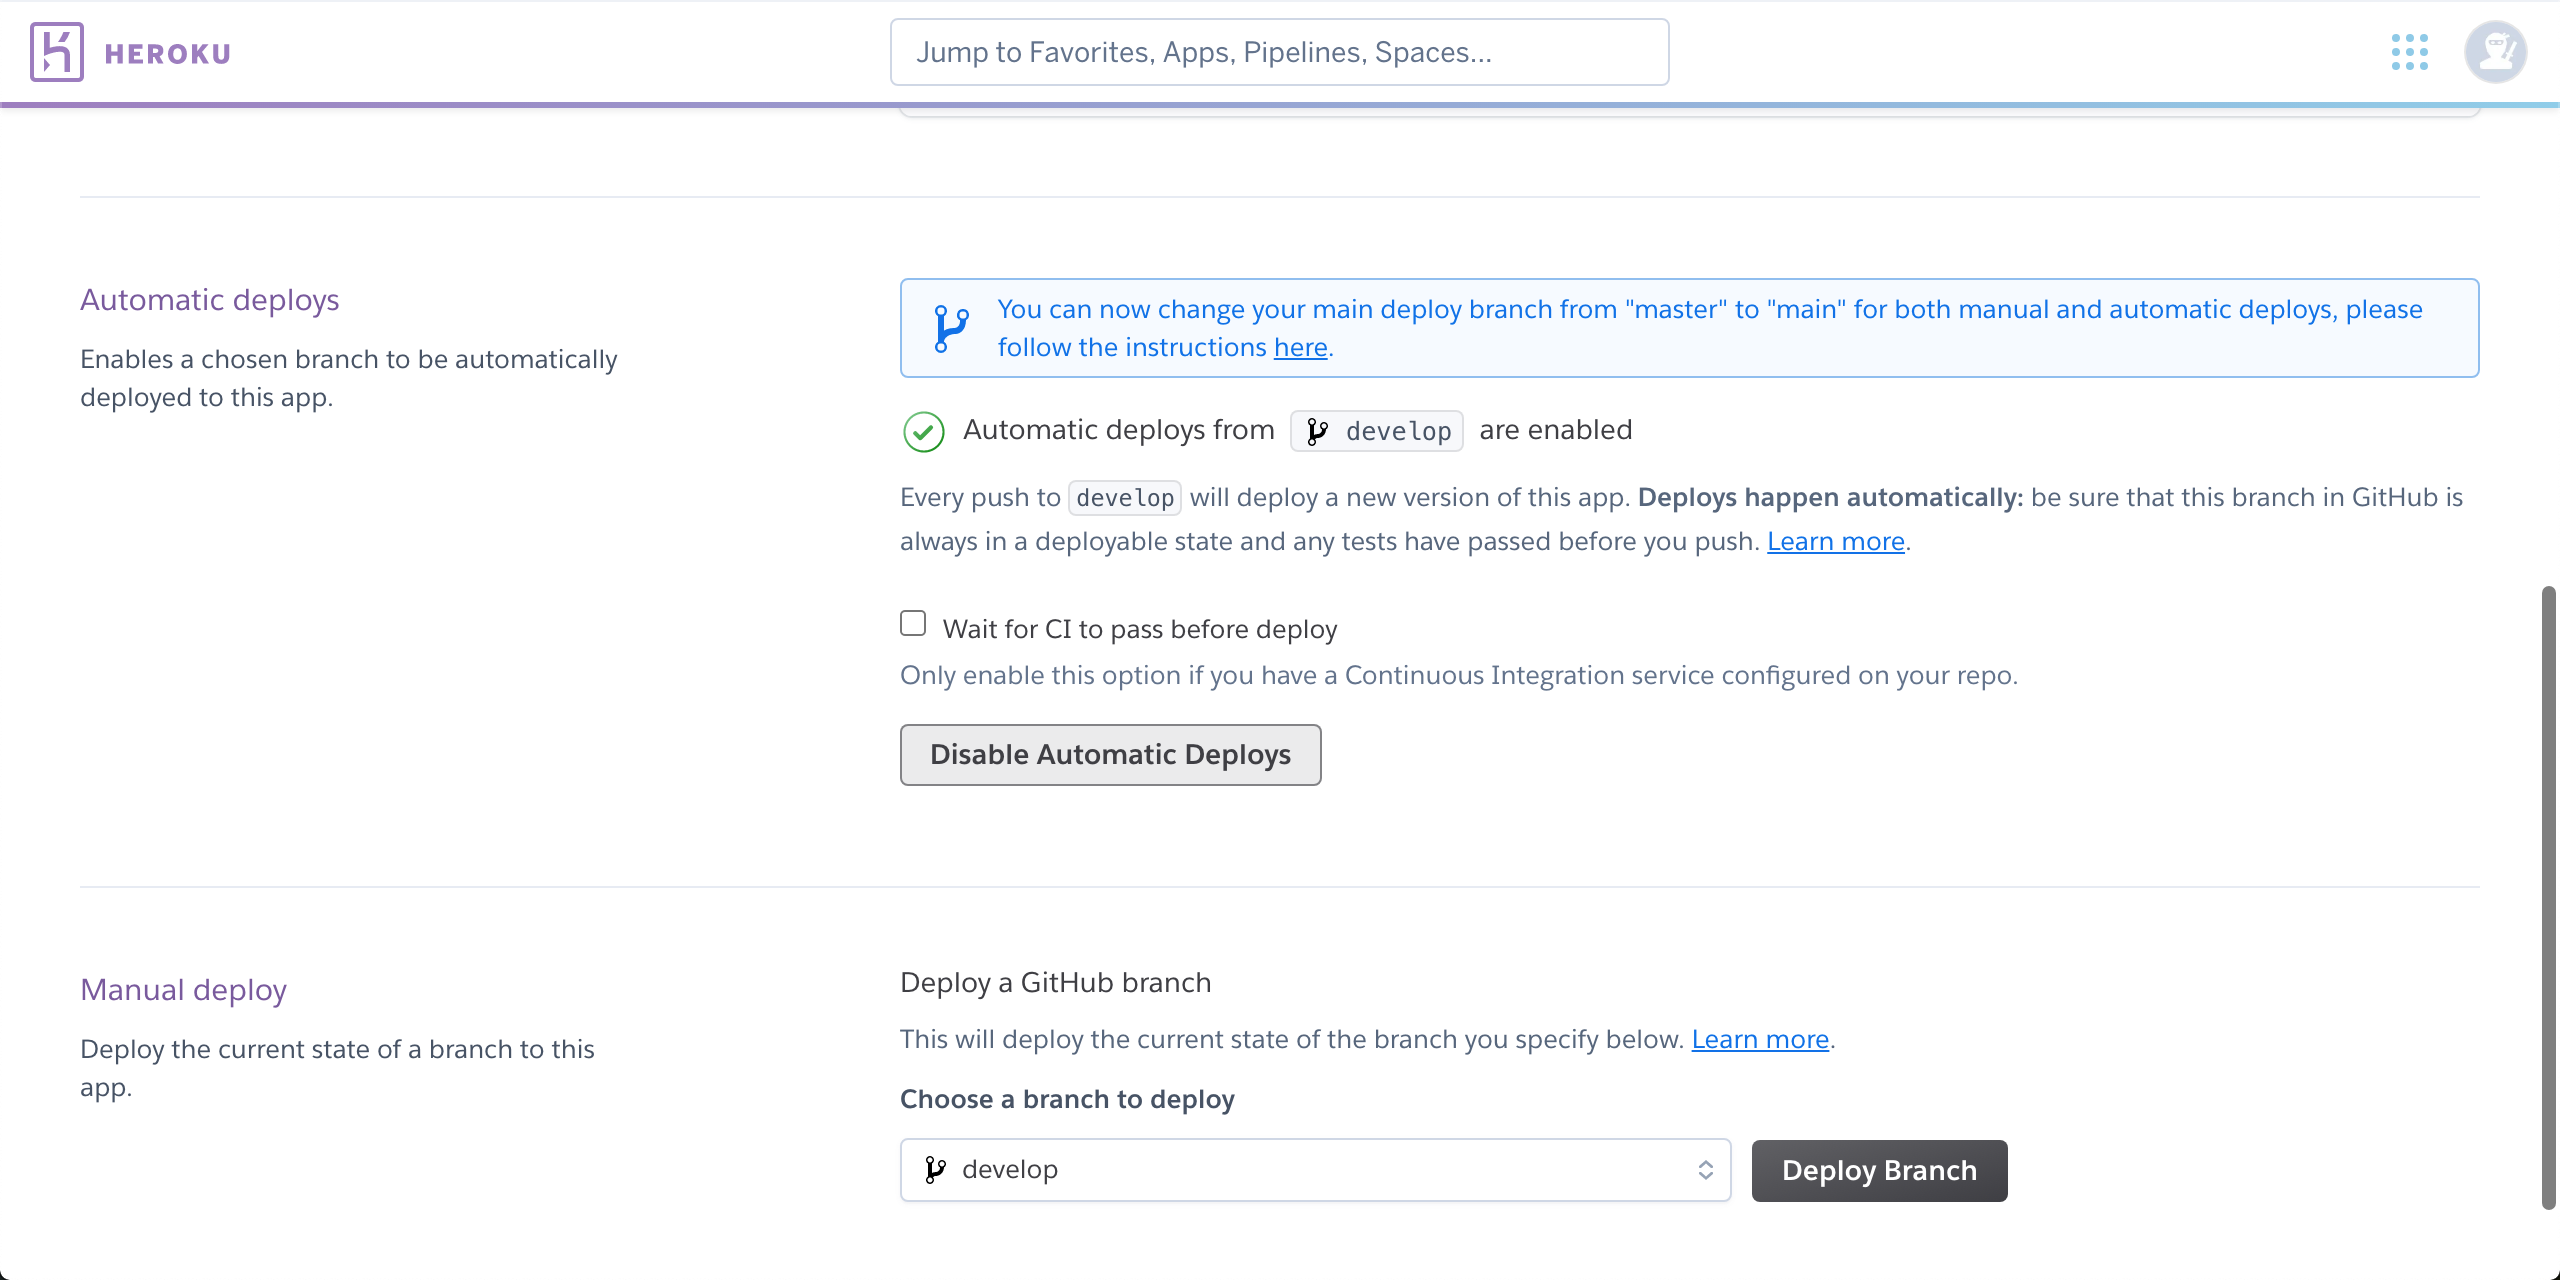 HEROKU
Jump to Favorites, Apps, Pipelines, Spaces...
Automatic deploys
Enables a chosen branch to be automatically
deployed to this app.
You can now change your main deploy branch from "master" to "main" for both manual and automatic deploys, please
follow the instructions here.
Automatic deploys from develop are enabled
Every push to develop will deploy a new version of this app. Deploys happen automatically: be sure that this branch in GitHub is
always in a deployable state and any tests have passed before you push. Learn more.
Wait for CI to pass before deploy
Only enable this option if you have a Continuous Integration service configured on your repo.
Disable Automatic Deploys
Manual deploy
Deploy the current state of a branch to this
app.
Deploy a GitHub branch
This will deploy the current state of the branch you specify below. Learn more.
Choose a branch to deploy
develop
Deploy Branch